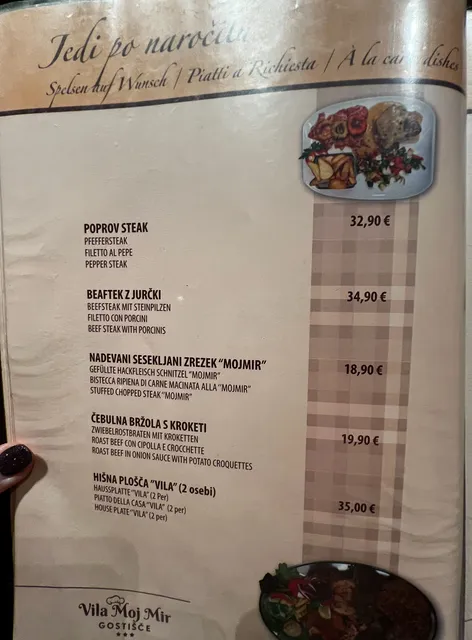 Jedi po naročilu
Speisen auf Wunsch / Piatti a Richiesta / À la carte dishes
POPROV STEAK 32,90 €
PFEFFERSTEAK
FILETTO AL PEPE
PEPPER STEAK
BEAFTEK Z JURČKI 34,90 €
BEEFSTEAK MIT STEINPILZEN
FILETTO CON PORCINI
BEEF STEAK WITH PORCINIS
NADEVANI SESEKLJANI ZREZEK "MOJMIR" 18,90 €
GEFÜLLTE HACKFLEISCH SCHNITZEL "MOJMIR"
BISTECCA RIPIENA DI CARNE MACINATA ALLA "MOJMIR"
STUFFED CHOPPED STEAK "MOJMIR"
ČEBULNA BRŽOLA S KROKETI 19,90 €
ZWIEBELROSTBRATEN MIT KROKETTEN
ROAST BEEF CON CIPOLLA E CROCCHETTE
ROAST BEEF IN ONION SAUCE WITH POTATO CROQUETTES
HIŠNA PLOŠČA "VILA" (2 osebi) 35,00 €
HAUSSPLATTE "VILA" (2 Per)
PIATTO DELLA CASA "VILA" (2 per)
HOUSE PLATE "VILA" (2 per)
Vila Moj Mir
GOSTIŠČE